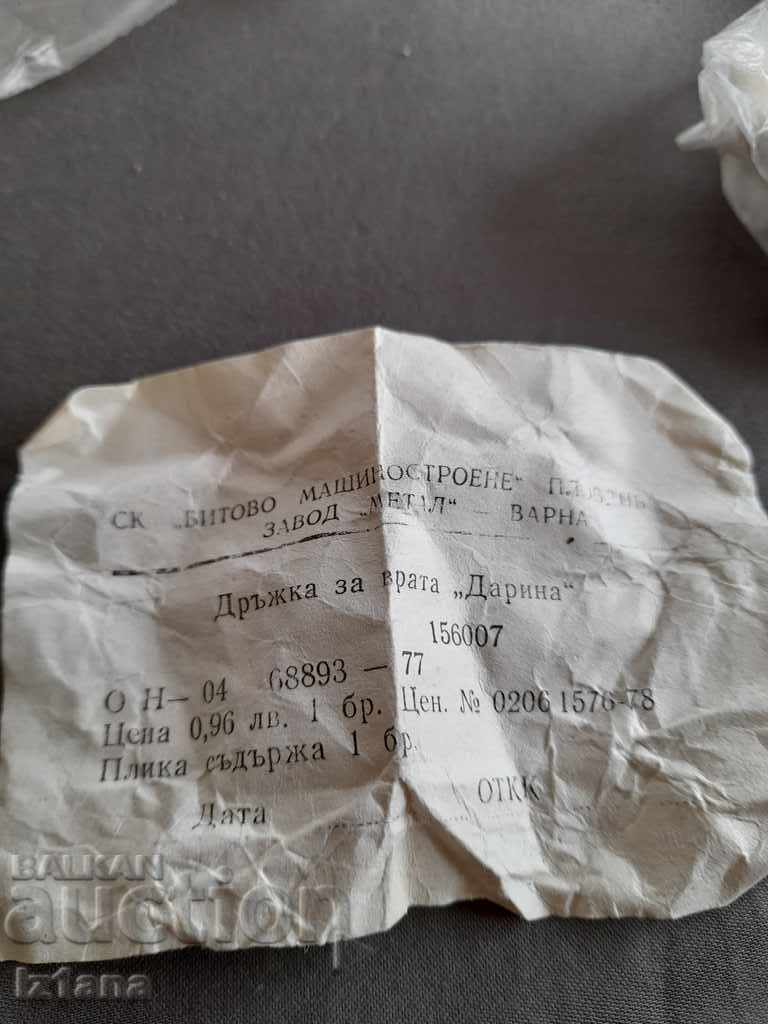 СК „БИТОВО МАШИНОСТРОЕНЕ"
ЗАВОД „МЕТАЛ" – ВАРНА
Дръжка за врата „Дарина"
156007
О Н — 04 68893 — 77
Цена 0,96 лв. 1 бр. Цен. № 0206 1576-78
Плика съдържа 1 бр.
Дата ОТКК
BALKAN
auction
Iz1ana